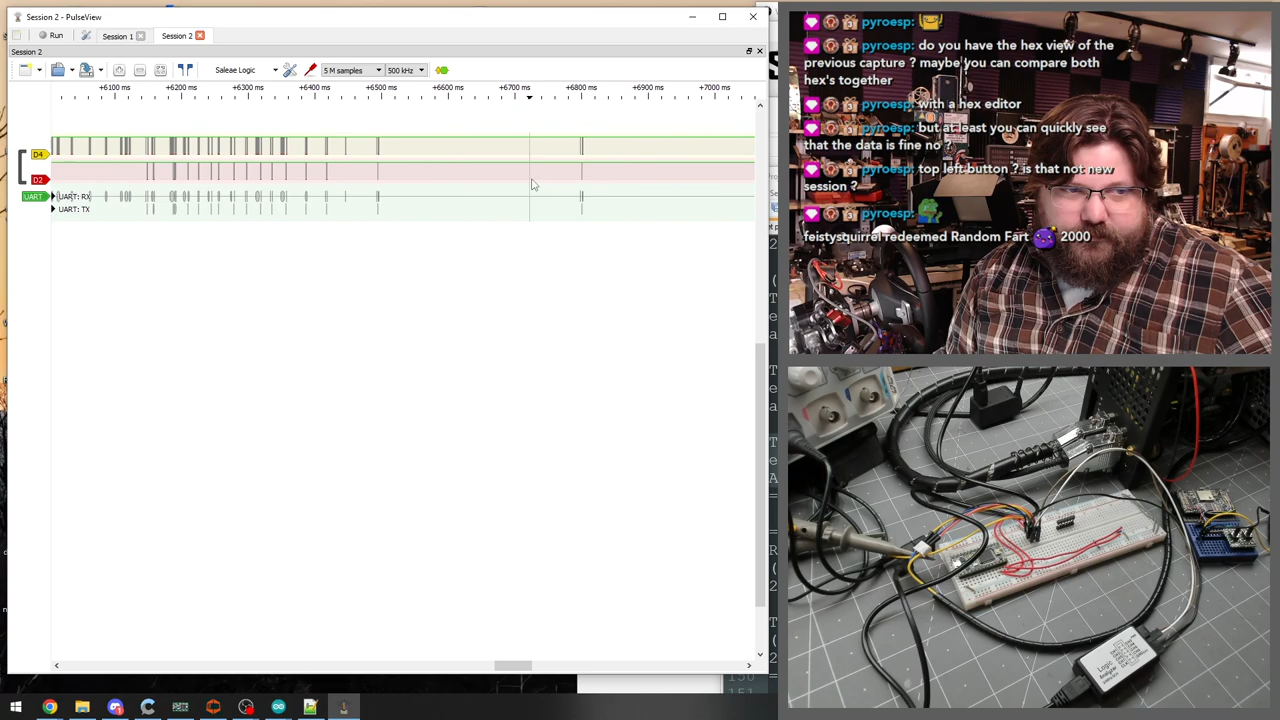 Session 2 - PulseView
Run
Session 1
Session 2
Session 2
Saleae Logic
5 M samples
500 kHz
+6100 ms
+6200 ms
+6300 ms
+6400 ms
+6500 ms
+6600 ms
+6700 ms
+6800 ms
+6900 ms
+7000 ms
D4
D2
UART
UART: RX
UART: TX
pyroesp:
pyroesp: do you have the hex view of the
previous capture ? maybe you can compare both
hex's together
pyroesp: with a hex editor
pyroesp: but at least you can quickly see
that the data is fine no ?
pyroesp: top left button ? is that not new
session ?
pyroesp:
feistysquirrel redeemed Random Fart 2000
Logic
Analyzer